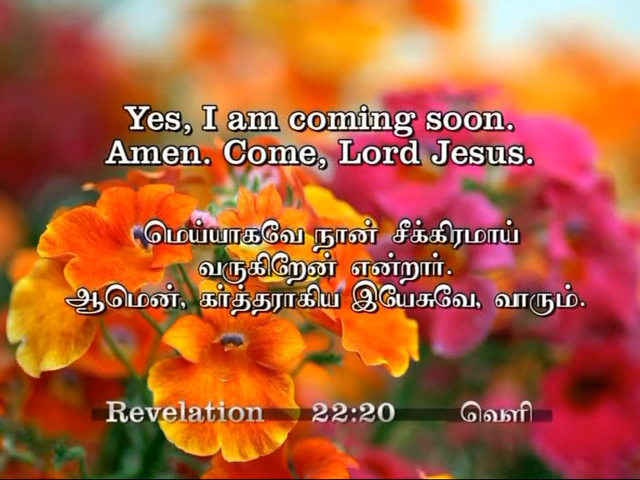 Yes, I am coming soon.
Amen. Come, Lord Jesus.
மெய்யாகவே நான் சீக்கிரமாய்
வருகிறேன் என்றார்.
ஆமென், கர்த்தராகிய இயேசுவே, வாரும்.
Revelation 22:20 வெளி